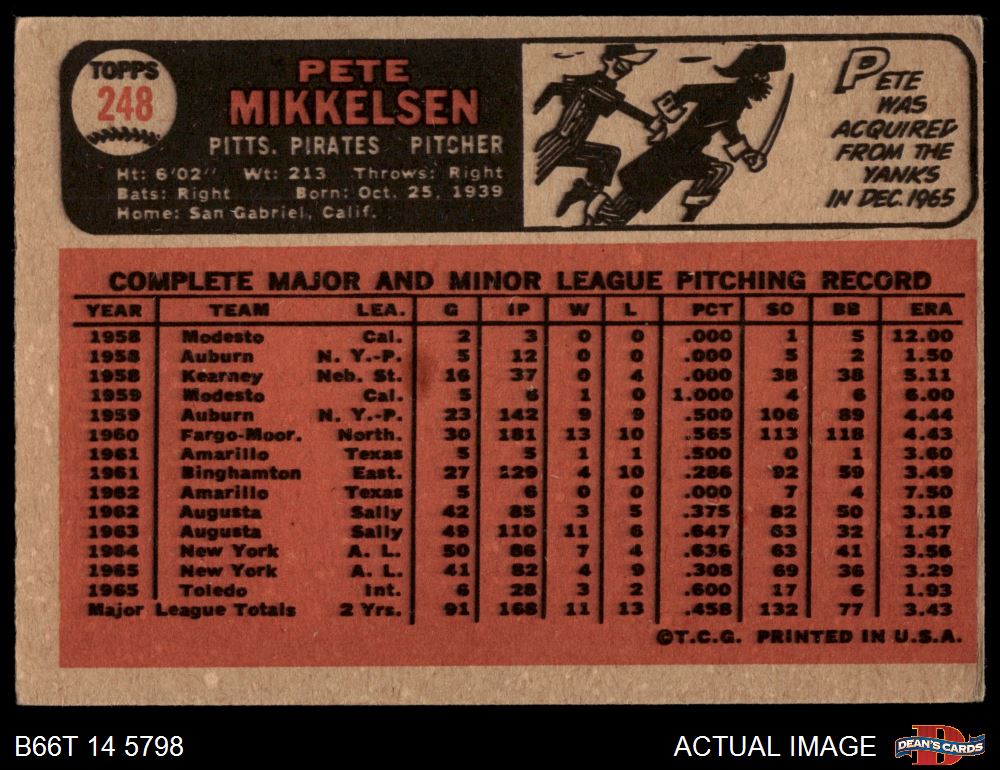 TOPPS
248
PETE
MIKKELSEN
PITTS. PIRATES PITCHER
Ht: 6'02" Wt: 213 Throws: Right
Bats: Right Born: Oct. 25, 1939
Home: San Gabriel, Calif.
PETE
WAS
ACQUIRED
FROM THE
YANKS
IN DEC. 1965
COMPLETE MAJOR AND MINOR LEAGUE PITCHING RECORD
YEAR TEAM LEA. G IP W L PCT SO BB ERA
1958 Modesto Cal. 2 3 0 0 .000 1 5 12.00
1958 Auburn N. Y.-P. 5 12 0 0 .000 5 2 1.50
1958 Kearney Neb. St. 16 37 0 4 .000 38 38 5.11
1959 Modesto Cal. 5 6 1 0 1.000 4 6 6.00
1959 Auburn N. Y.-P. 23 142 9 9 .500 106 89 4.44
1960 Fargo-Moor. North. 30 181 13 10 .565 113 118 4.43
1961 Amarillo Texas 5 5 1 1 .500 0 1 3.60
1961 Binghamton East. 27 129 4 10 .286 92 59 3.49
1962 Amarillo Texas 5 6 0 0 .000 7 4 7.50
1962 Augusta Sally 42 85 3 5 .375 82 50 3.18
1963 Augusta Sally 49 110 11 6 .647 63 32 1.47
1964 New York A. L. 50 86 7 4 .636 63 41 3.56
1965 New York A. L. 41 82 4 9 .308 69 36 3.29
1965 Toledo Int. 6 28 3 2 .600 17 6 1.93
Major League Totals 2 Yrs. 91 168 11 13 .458 132 77 3.43
©T.C.G. PRINTED IN U.S.A.
B66T 14 5798
ACTUAL IMAGE
DEAN'S CARDS